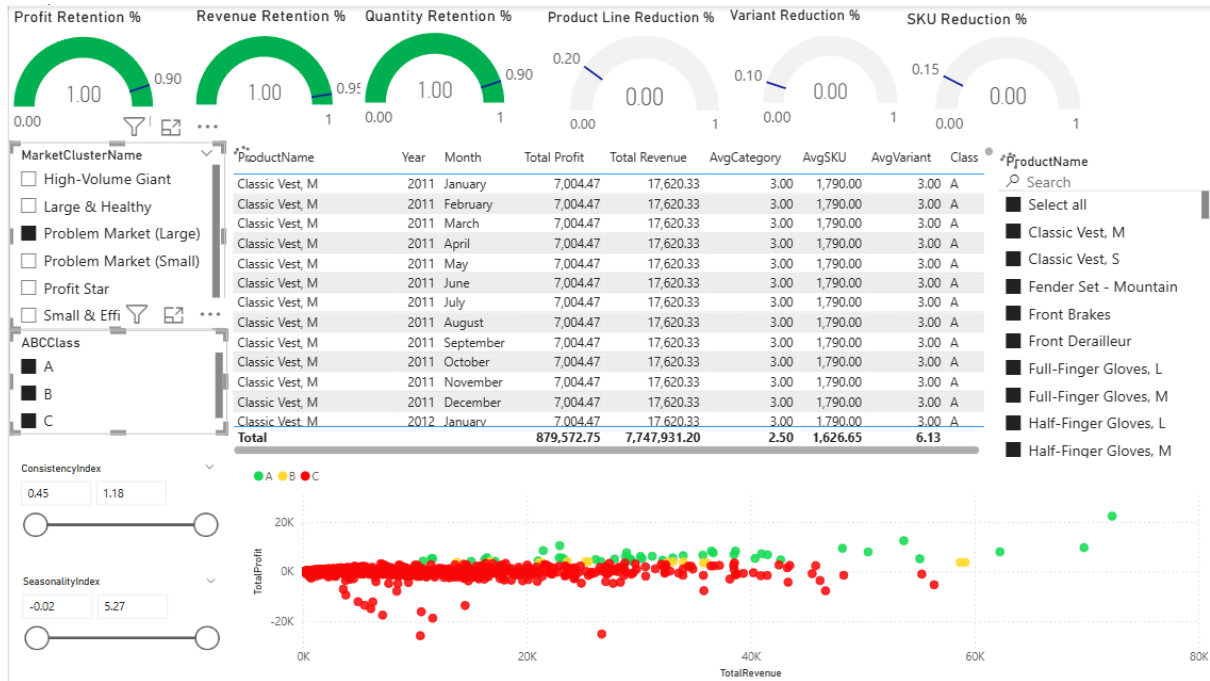 Profit Retention %
Revenue Retention %
Quantity Retention %
Product Line Reduction %
Variant Reduction %
SKU Reduction %
1.00 0.90 0.00
1.00 0.95 1
1.00 0.90 0.00 1
0.20 0.00 0.00 1
0.10 0.00 0.00 1
0.15 0.00 0.00 1
MarketClusterName
High-Volume Giant
Large & Healthy
Problem Market (Large)
Problem Market (Small)
Profit Star
Small & Effi
ABCClass
A
B
C
ConsistencyIndex
0.45 1.18
SeasonalityIndex
-0.02 5.27
ProductName Year Month Total Profit Total Revenue AvgCategory AvgSKU AvgVariant Class
Classic Vest, M 2011 January 7,004.47 17,620.33 3.00 1,790.00 3.00 A
Classic Vest, M 2011 February 7,004.47 17,620.33 3.00 1,790.00 3.00 A
Classic Vest, M 2011 March 7,004.47 17,620.33 3.00 1,790.00 3.00 A
Classic Vest, M 2011 April 7,004.47 17,620.33 3.00 1,790.00 3.00 A
Classic Vest, M 2011 May 7,004.47 17,620.33 3.00 1,790.00 3.00 A
Classic Vest, M 2011 June 7,004.47 17,620.33 3.00 1,790.00 3.00 A
Classic Vest, M 2011 July 7,004.47 17,620.33 3.00 1,790.00 3.00 A
Classic Vest, M 2011 August 7,004.47 17,620.33 3.00 1,790.00 3.00 A
Classic Vest, M 2011 September 7,004.47 17,620.33 3.00 1,790.00 3.00 A
Classic Vest, M 2011 October 7,004.47 17,620.33 3.00 1,790.00 3.00 A
Classic Vest, M 2011 November 7,004.47 17,620.33 3.00 1,790.00 3.00 A
Classic Vest, M 2011 December 7,004.47 17,620.33 3.00 1,790.00 3.00 A
Classic Vest, M 2012 January 7,004.47 17,620.33 3.00 1,790.00 3.00 A
Total 879,572.75 7,747,931.20 2.50 1,626.65 6.13
ProductName
Search
Select all
Classic Vest, M
Classic Vest, S
Fender Set - Mountain
Front Brakes
Front Derailleur
Full-Finger Gloves, L
Full-Finger Gloves, M
Half-Finger Gloves, L
Half-Finger Gloves, M
A B C
TotalProfit
20K
0K
-20K
0K 20K 40K 60K 80K
TotalRevenue